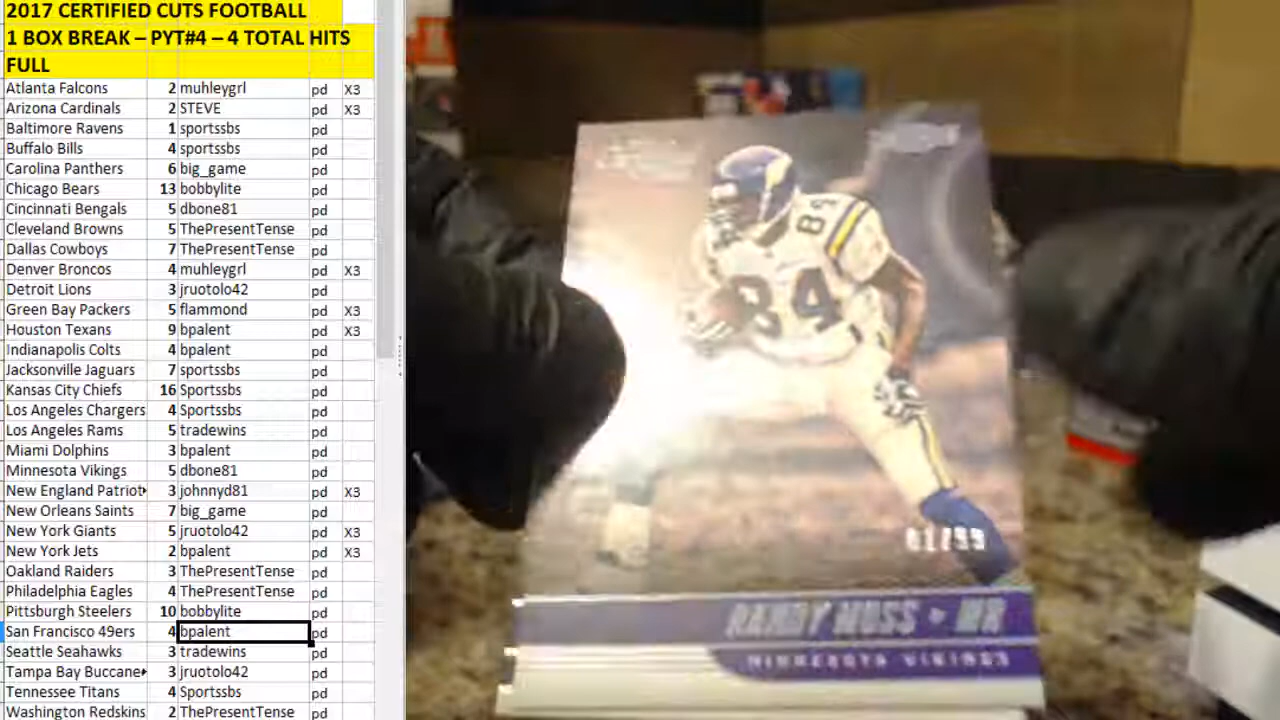 2017 CERTIFIED CUTS FOOTBALL
1 BOX BREAK – PYT#4 – 4 TOTAL HITS
FULL
Atlanta Falcons 2 muhleygrl pd X3
Arizona Cardinals 2 STEVE pd X3
Baltimore Ravens 1 sportssbs pd
Buffalo Bills 4 sportssbs pd
Carolina Panthers 6 big_game pd
Chicago Bears 13 bobbylite pd
Cincinnati Bengals 5 dbone81 pd
Cleveland Browns 5 ThePresentTense pd
Dallas Cowboys 7 ThePresentTense pd
Denver Broncos 4 muhleygrl pd X3
Detroit Lions 3 jruotolo42 pd
Green Bay Packers 5 flammond pd X3
Houston Texans 9 bpalent pd X3
Indianapolis Colts 4 bpalent pd
Jacksonville Jaguars 7 sportssbs pd
Kansas City Chiefs 16 Sportssbs pd
Los Angeles Chargers 4 Sportssbs pd
Los Angeles Rams 5 tradewins pd
Miami Dolphins 3 bpalent pd
Minnesota Vikings 5 dbone81 pd
New England Patriot 3 johnnyd81 pd X3
New Orleans Saints 7 big_game pd
New York Giants 5 jruotolo42 pd X3
New York Jets 2 bpalent pd X3
Oakland Raiders 3 ThePresentTense pd
Philadelphia Eagles 4 ThePresentTense pd
Pittsburgh Steelers 10 bobbylite pd
San Francisco 49ers 4 bpalent pd
Seattle Seahawks 3 tradewins pd
Tampa Bay Buccane 3 jruotolo42 pd
Tennessee Titans 4 Sportssbs pd
Washington Redskins 2 ThePresentTense pd
84
84
01/99
RANDY MOSS • WR
MINNESOTA VIKINGS